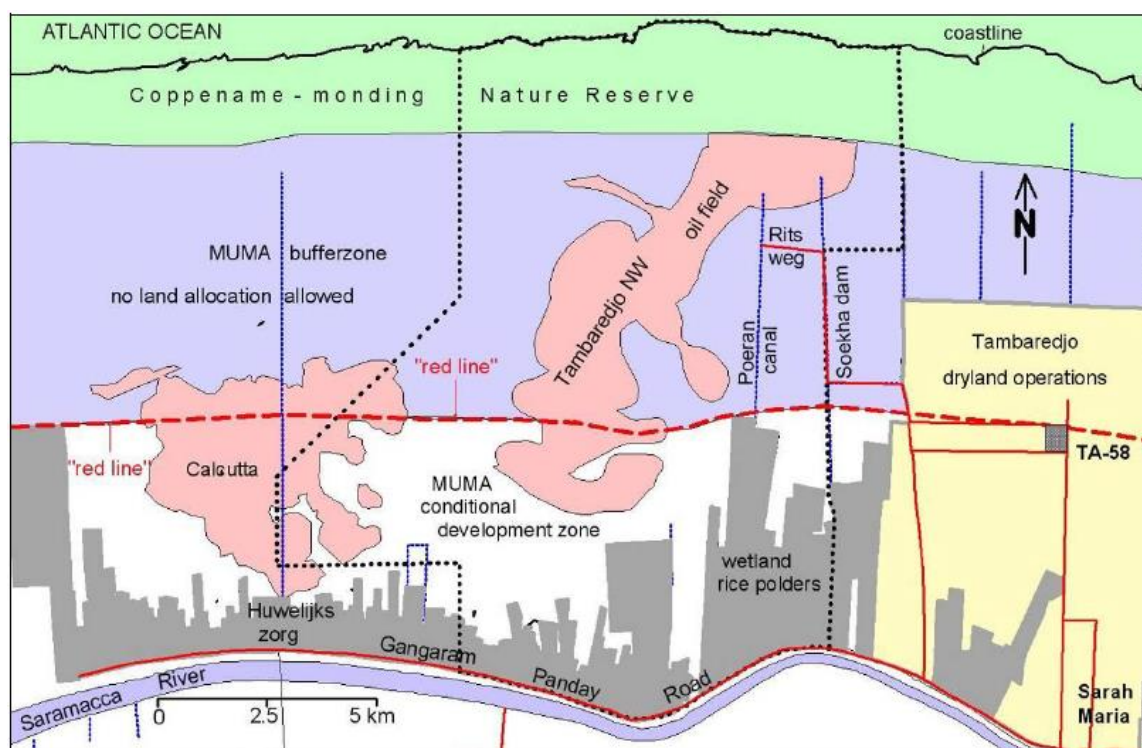 ATLANTIC OCEAN
coastline
Coppename - monding Nature Reserve
N
oil field
Rits
weg
MUMA bufferzone
no land allocation allowed
Tambaredjo NW
Poeran
canal
Soekha dam
Tambaredjo
dryland operations
"red line"
"red line"
Calcutta
TA-58
MUMA
conditional
development zone
wetland
rice polders
Huwelijks
zorg
Gangaram
Panday
Road
Saramacca River
Sarah
Maria
0 2.5 5 km